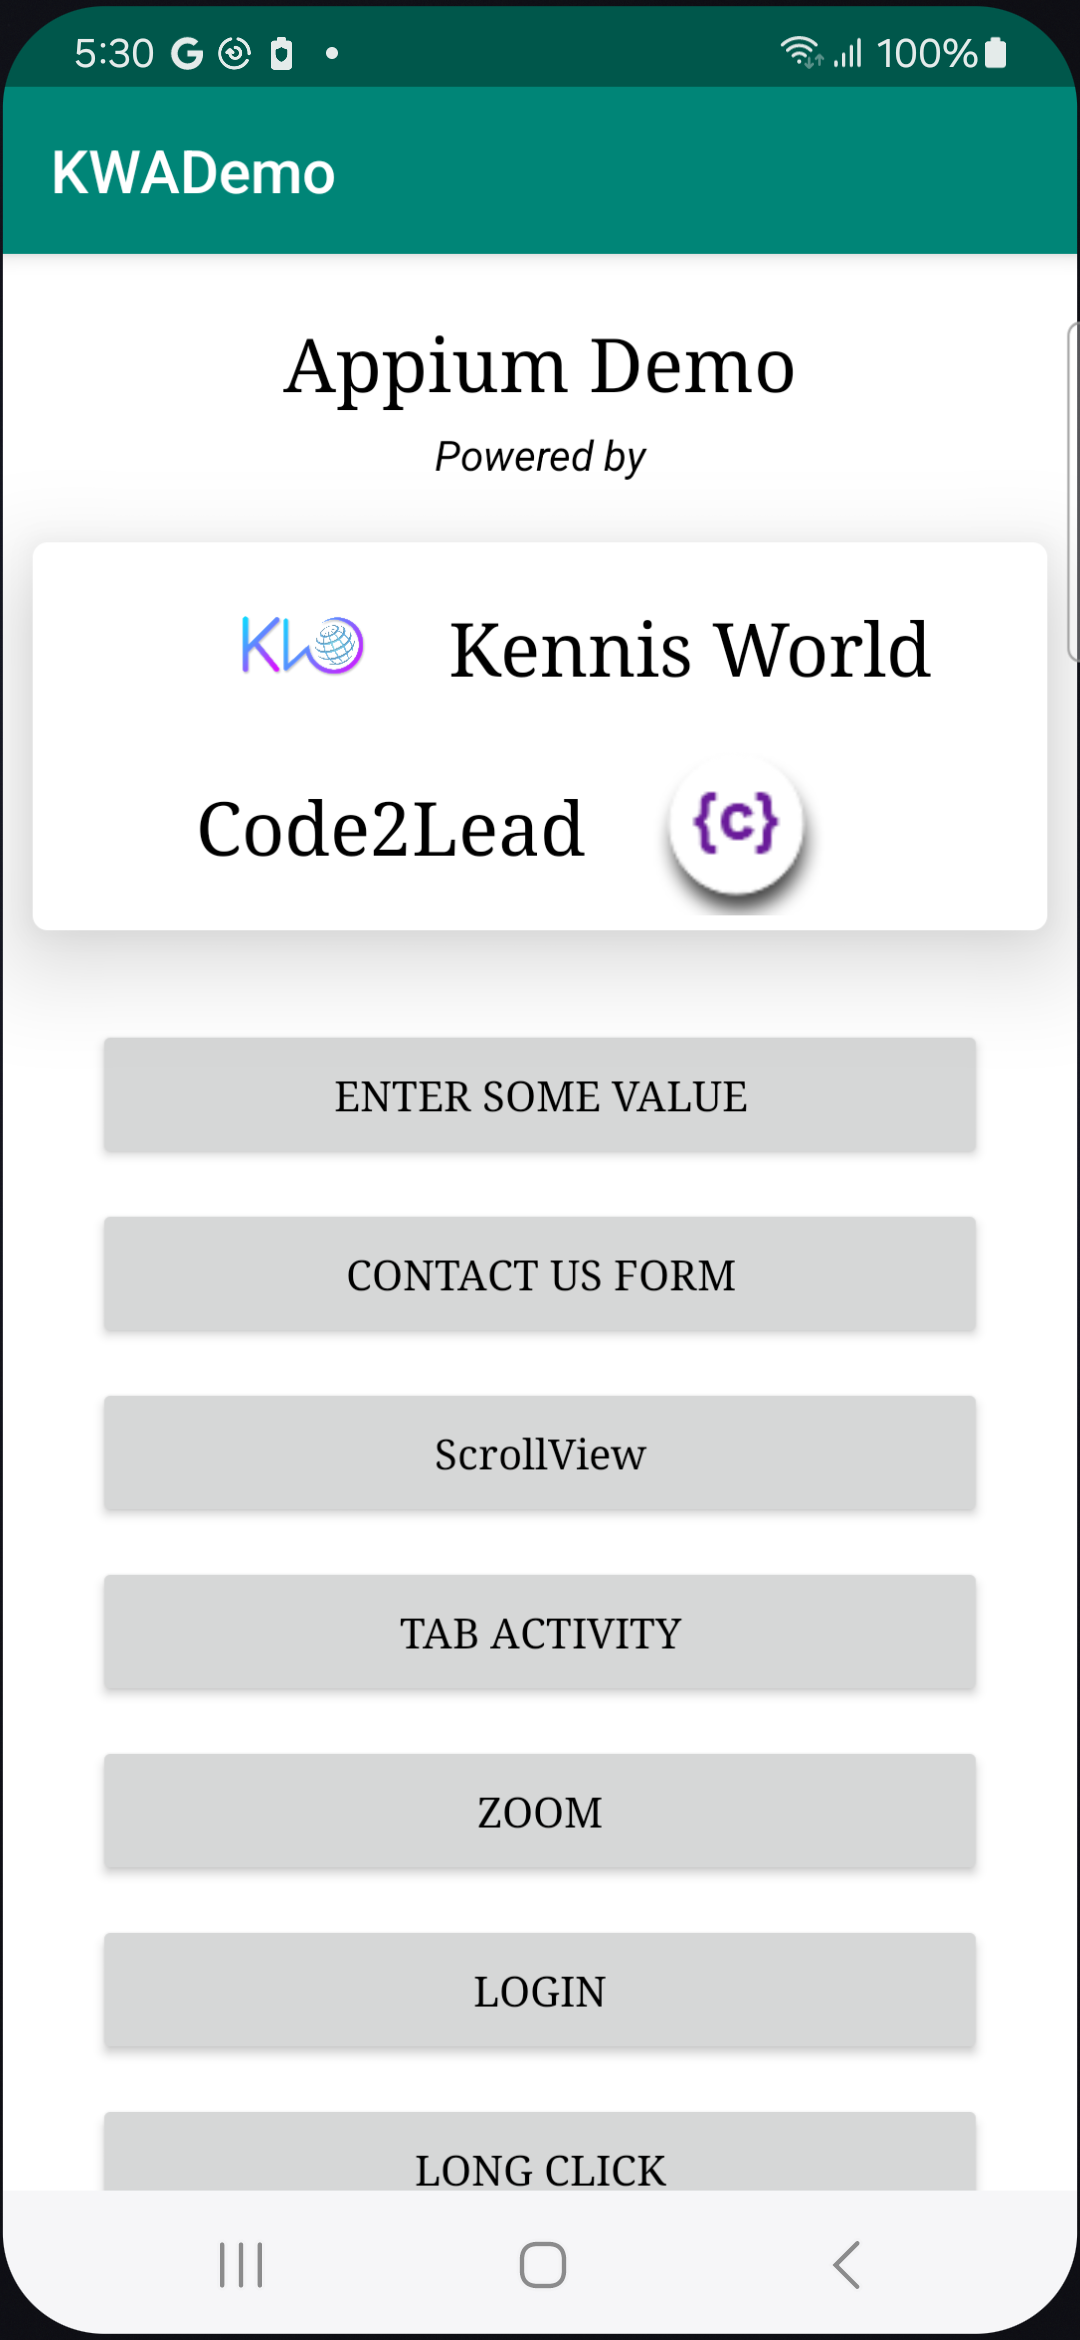 5:30 G 100%
KWADemo
Appium Demo
Powered by
KW Kennis World
Code2Lead {c}
ENTER SOME VALUE
CONTACT US FORM
ScrollView
TAB ACTIVITY
ZOOM
LOGIN
LONG CLICK